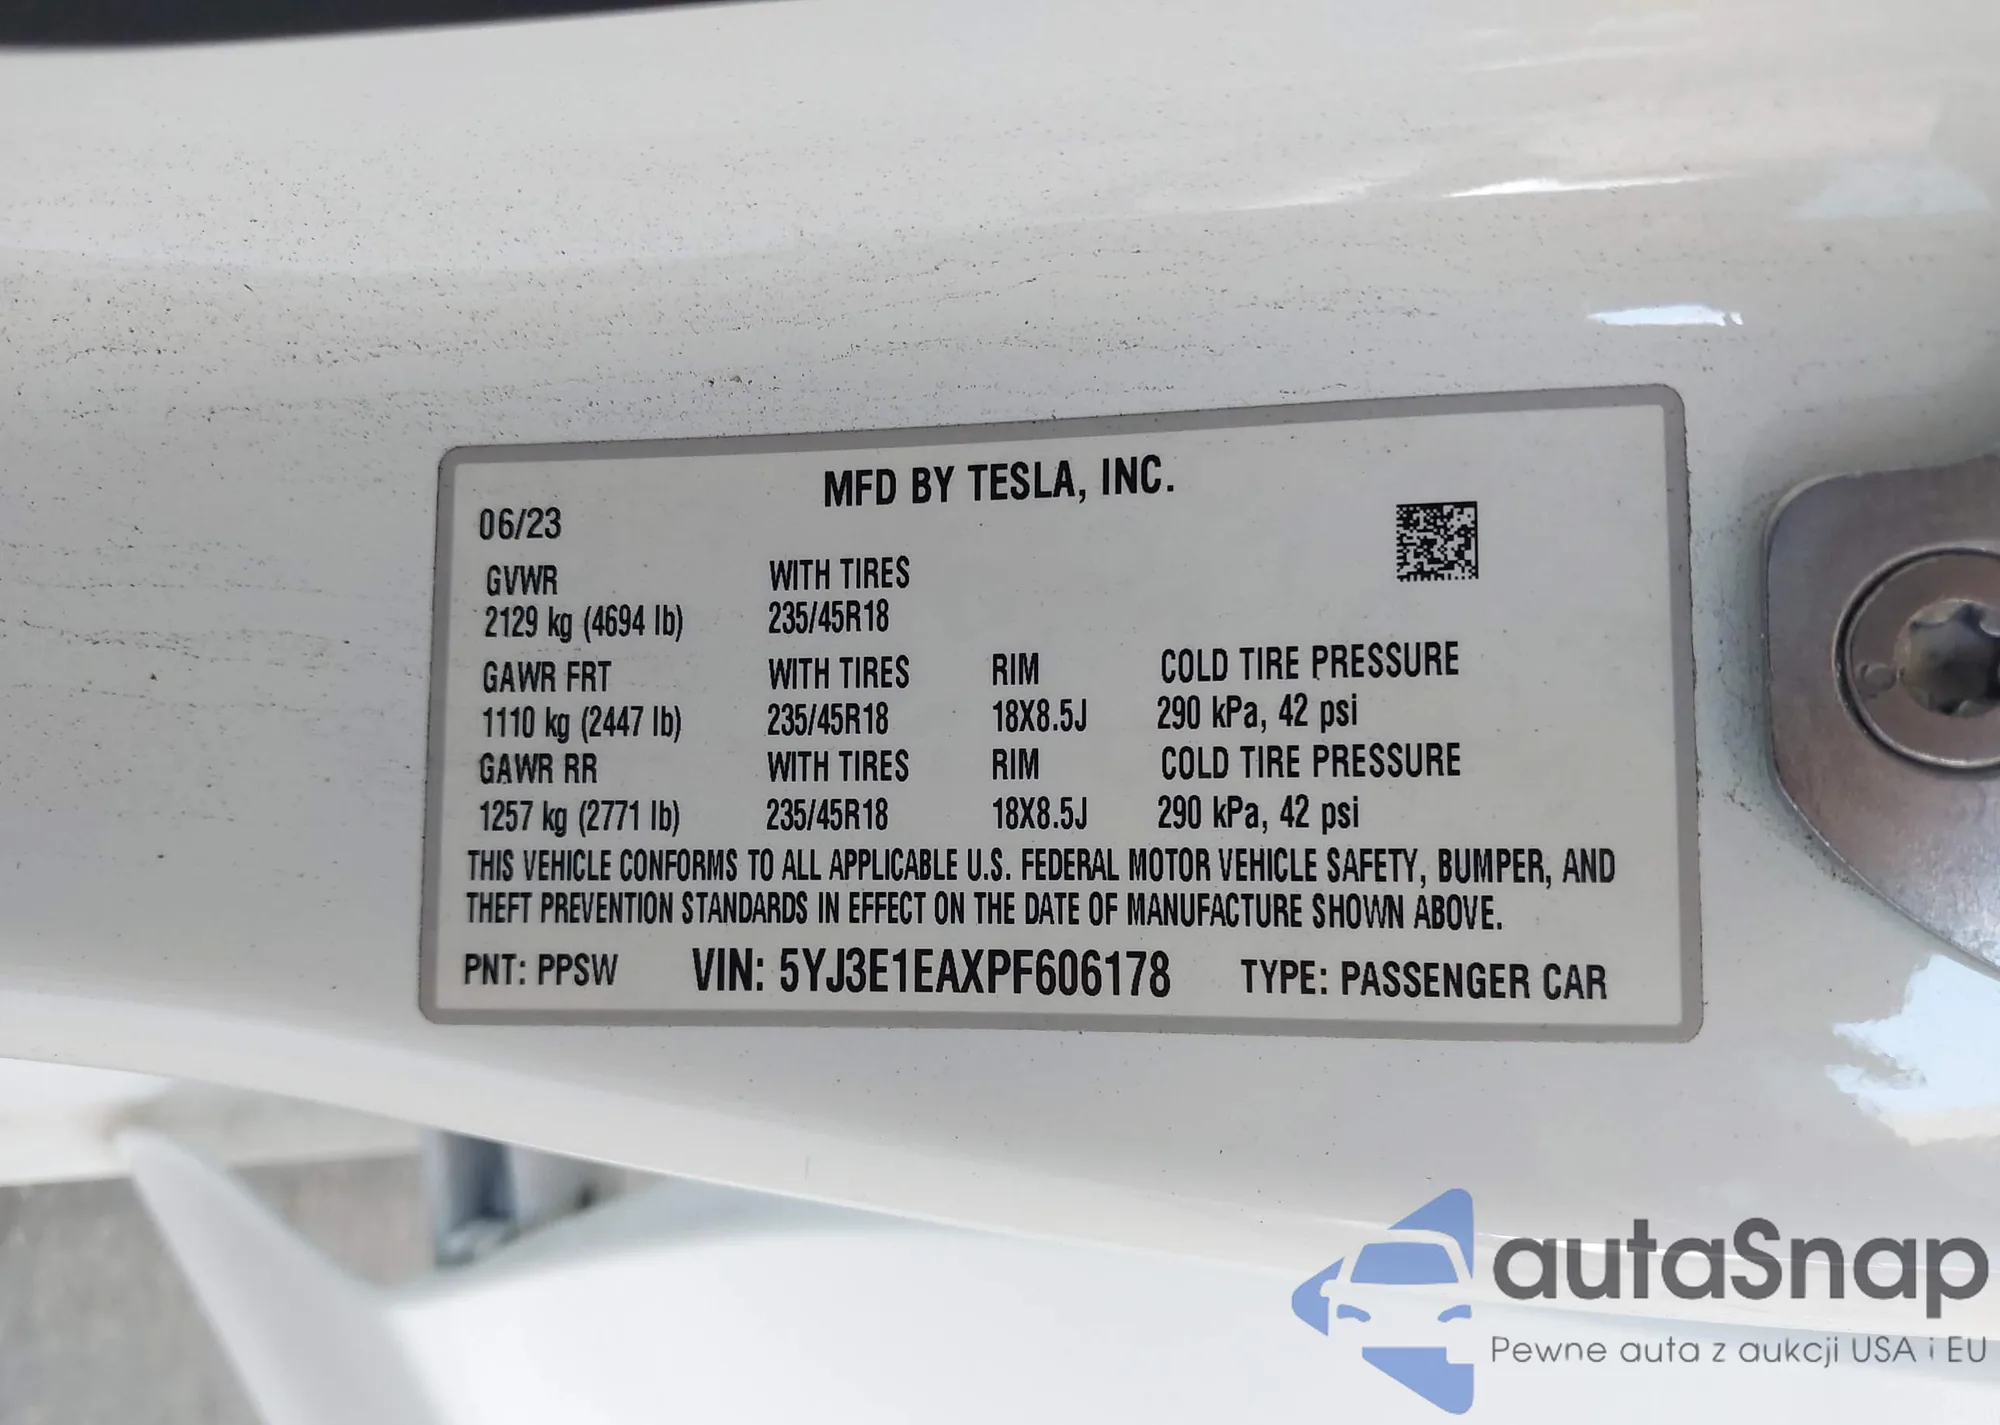 MFD BY TESLA, INC.
06/23
GVWR WITH TIRES
2129 kg (4694 lb) 235/45R18
GAWR FRT WITH TIRES RIM COLD TIRE PRESSURE
1110 kg (2447 lb) 235/45R18 18X8.5J 290 kPa, 42 psi
GAWR RR WITH TIRES RIM COLD TIRE PRESSURE
1257 kg (2771 lb) 235/45R18 18X8.5J 290 kPa, 42 psi
THIS VEHICLE CONFORMS TO ALL APPLICABLE U.S. FEDERAL MOTOR VEHICLE SAFETY, BUMPER, AND
THEFT PREVENTION STANDARDS IN EFFECT ON THE DATE OF MANUFACTURE SHOWN ABOVE.
PNT: PPSW VIN: 5YJ3E1EAXPF606178 TYPE: PASSENGER CAR
autaSnap
Pewne auta z aukcji USA i EU